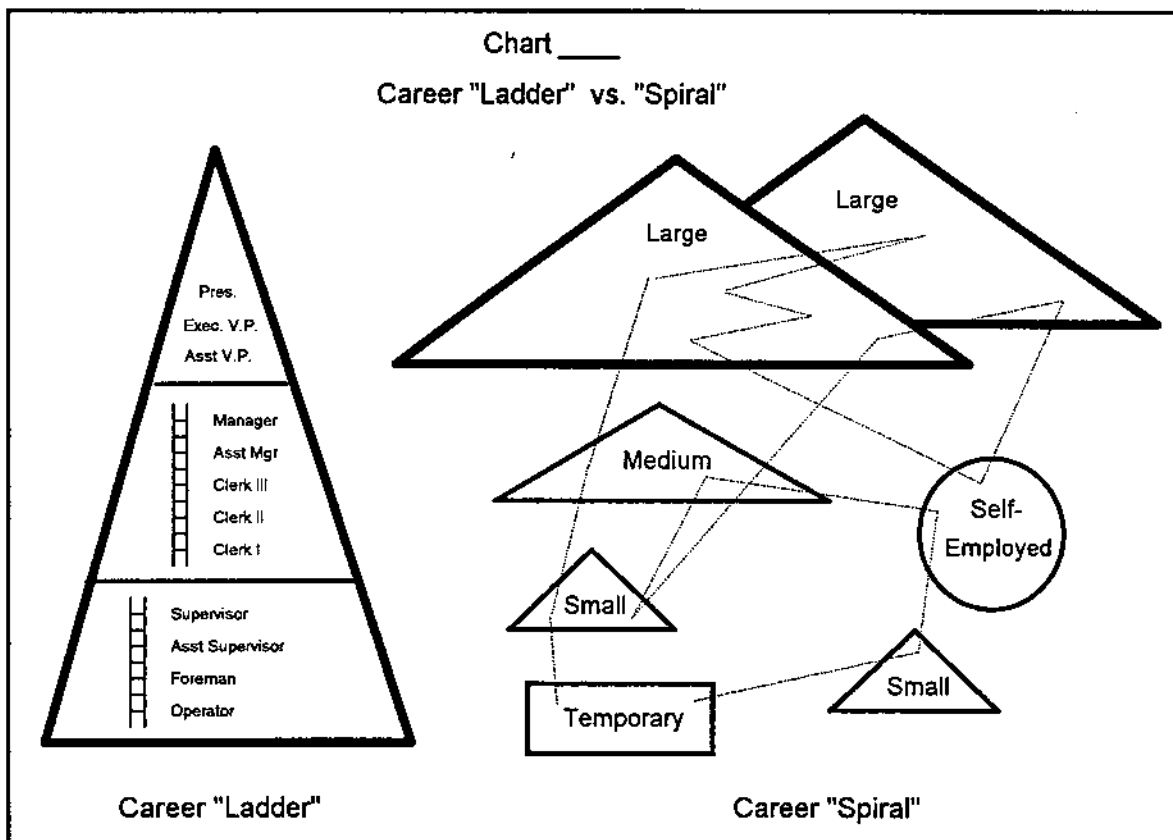 Chart ____
Career "Ladder" vs. "Spiral"
Pres.
Exec. V.P.
Asst V.P.
Manager
Asst Mgr
Clerk III
Clerk II
Clerk I
Supervisor
Asst Supervisor
Foreman
Operator
Career "Ladder"
Large
Large
Medium
Self-
Employed
Small
Small
Temporary
Career "Spiral"